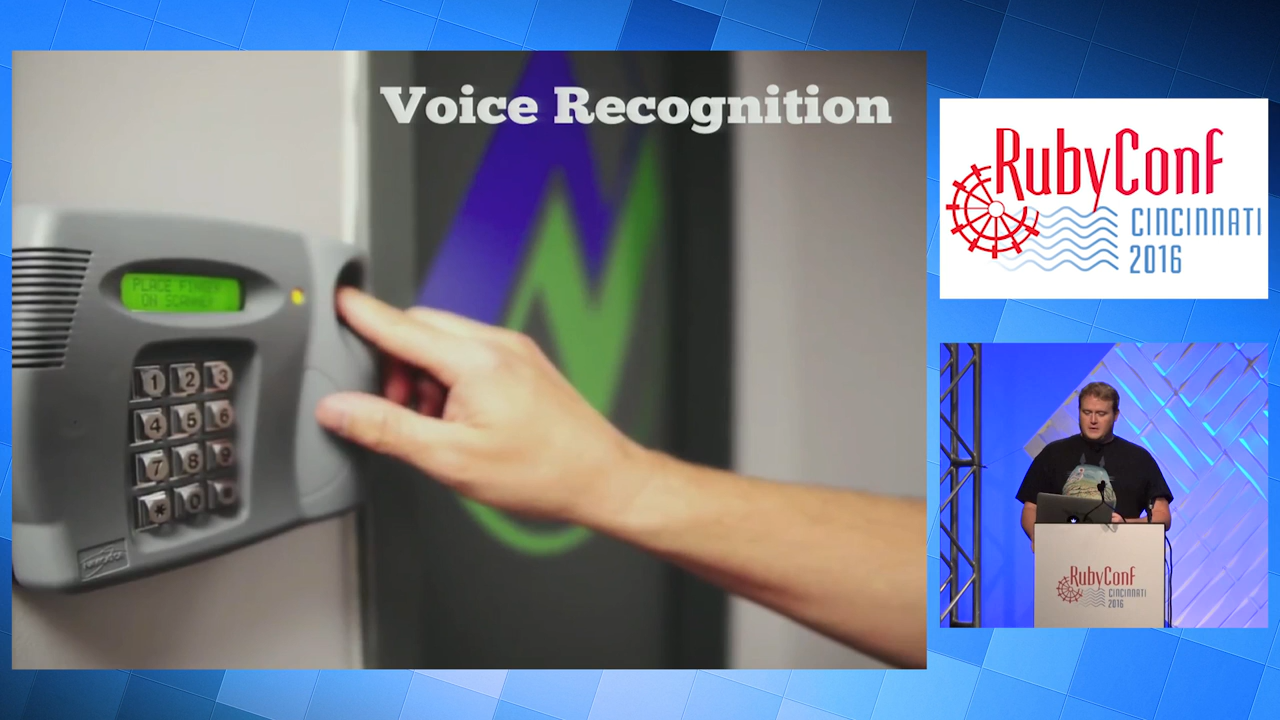 Voice Recognition
PLACE FINGER
ON SCANNER
1 2 3
4 5 6
7 8 9
* 0
RubyConf
CINCINNATI
2016
RubyConf
CINCINNATI
2016